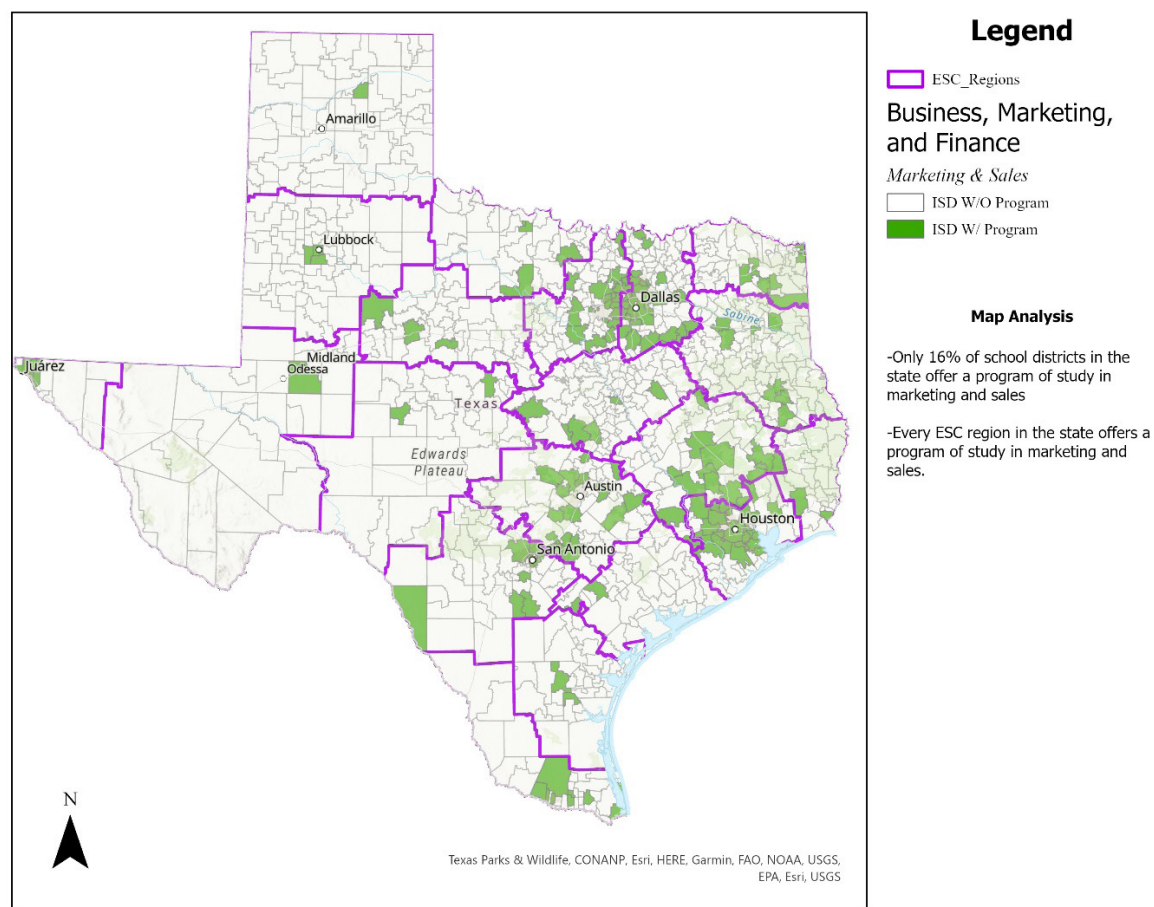 Legend
ESC_Regions
Business, Marketing,
and Finance
Marketing & Sales
ISD W/O Program
ISD W/ Program
Map Analysis
-Only 16% of school districts in the
state offer a program of study in
marketing and sales
-Every ESC region in the state offers a
program of study in marketing and
sales.
Amarillo
Lubbock
Dallas
Sabine
Midland
Odessa
Juárez
Texas
Edwards
Plateau
Austin
Houston
San Antonio
N
Texas Parks & Wildlife, CONANP, Esri, HERE, Garmin, FAO, NOAA, USGS,
EPA, Esri, USGS